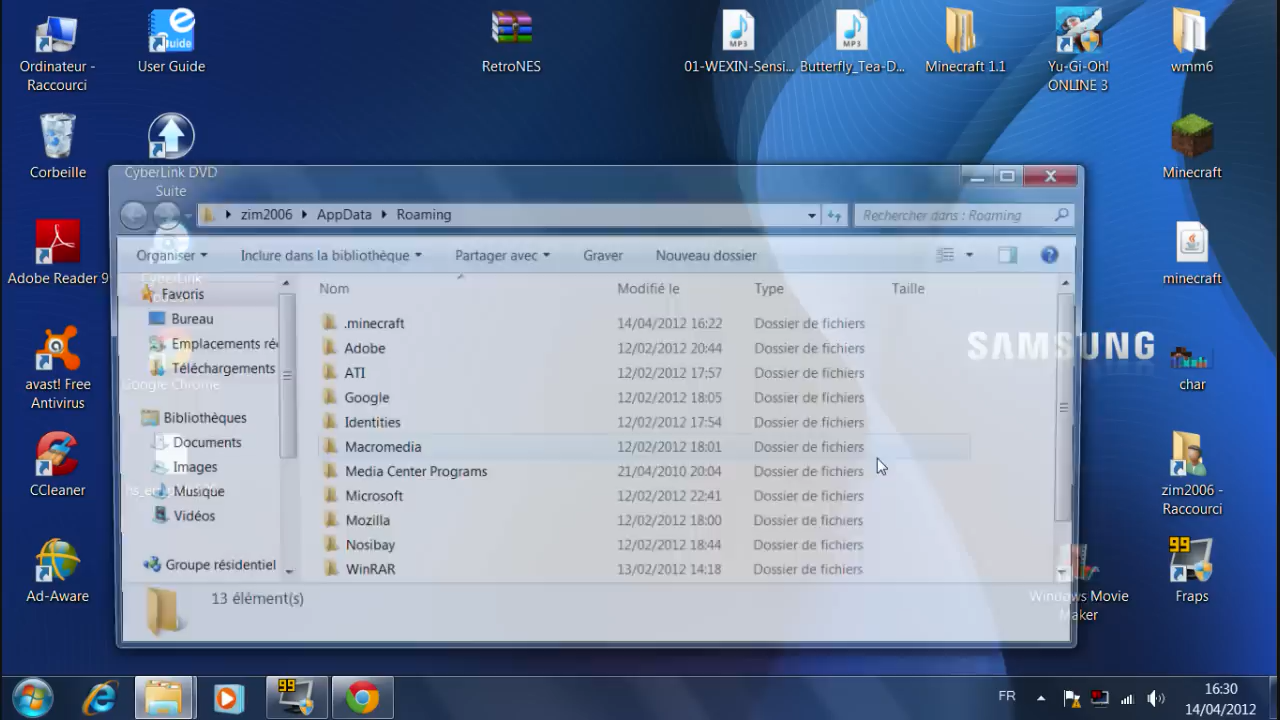 Ordinateur -
Raccourci
User Guide
RetroNES
01-WEXIN-Sensi...
Butterfly_Tea-D...
Minecraft 1.1
Yu-Gi-Oh!
ONLINE 3
wmm6
Corbeille
CyberLink DVD
Suite
Minecraft
zim2006
AppData
Roaming
Rechercher dans : Roaming
Adobe Reader 9
Organiser
Inclure dans la bibliothèque
Partager avec
Graver
Nouveau dossier
minecraft
CyberLink
Favoris
Bureau
Emplacements ré
Téléchargements
Bibliothèques
Documents
Images
Musique
Vidéos
Groupe résidentiel
Nom
Modifié le
Type
Taille
.minecraft
14/04/2012 16:22
Dossier de fichiers
Adobe
12/02/2012 20:44
Dossier de fichiers
ATI
12/02/2012 17:57
Dossier de fichiers
Google
12/02/2012 18:05
Dossier de fichiers
Identities
12/02/2012 17:54
Dossier de fichiers
Macromedia
12/02/2012 18:01
Dossier de fichiers
Media Center Programs
21/04/2010 20:04
Dossier de fichiers
Microsoft
12/02/2012 22:41
Dossier de fichiers
Mozilla
12/02/2012 18:00
Dossier de fichiers
Nosibay
12/02/2012 18:44
Dossier de fichiers
WinRAR
13/02/2012 14:18
Dossier de fichiers
13 élément(s)
SAMSUNG
avast! Free
Antivirus
Google Chrome
char
CCleaner
zim2006 -
Raccourci
Ad-Aware
Windows Movie
Maker
99
Fraps
99
FR
16:30
14/04/2012